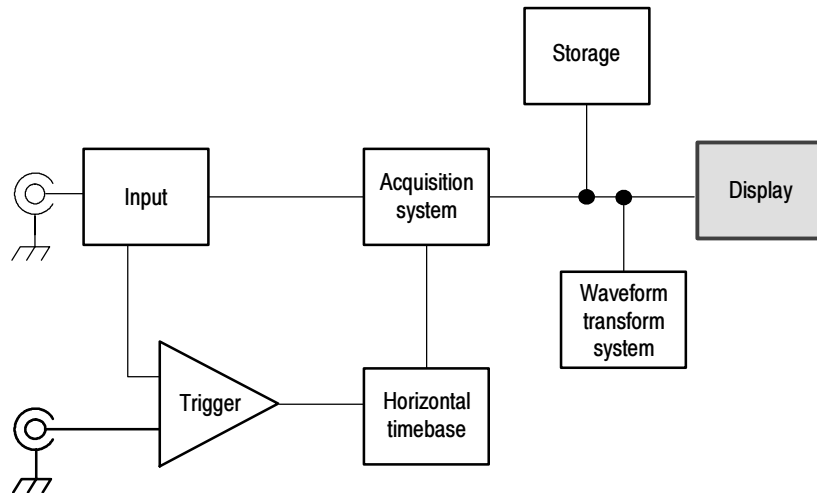 Storage
Input
Acquisition
system
Display
Waveform
transform
system
Trigger
Horizontal
timebase